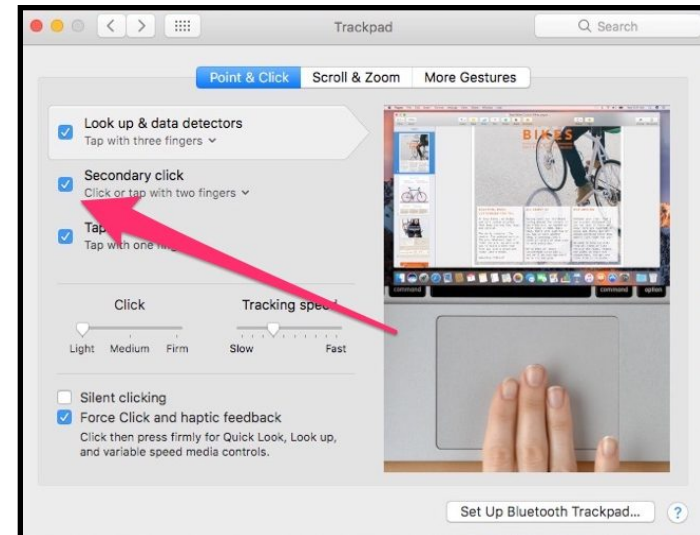 Trackpad
Search
Point & Click
Scroll & Zoom
More Gestures
Look up & data detectors
Tap with three fingers
Secondary click
Click or tap with two fingers
Tap
Tap with one
Click
Tracking speed
Light Medium Firm
Slow Fast
Silent clicking
Force Click and haptic feedback
Click then press firmly for Quick Look, Look up,
and variable speed media controls.
BIKES
command
command
option
Set Up Bluetooth Trackpad...
?